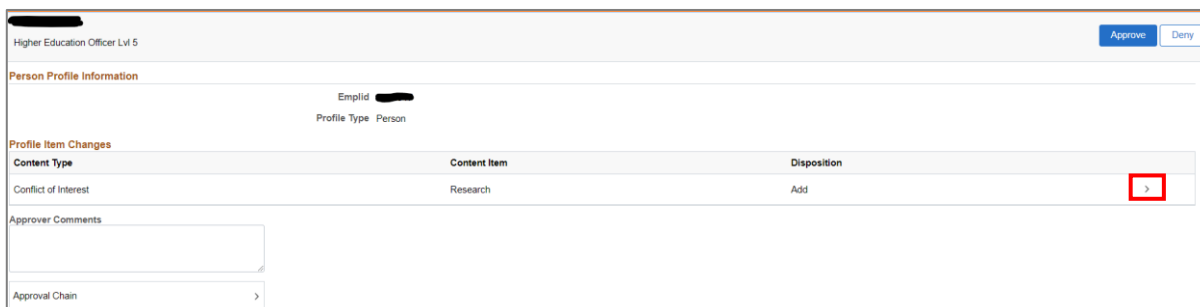 Higher Education Officer Lvl 5
Approve
Deny
Person Profile Information
Emplid
Profile Type Person
Profile Item Changes
Content Type Content Item Disposition
Conflict of Interest Research Add
Approver Comments
Approval Chain